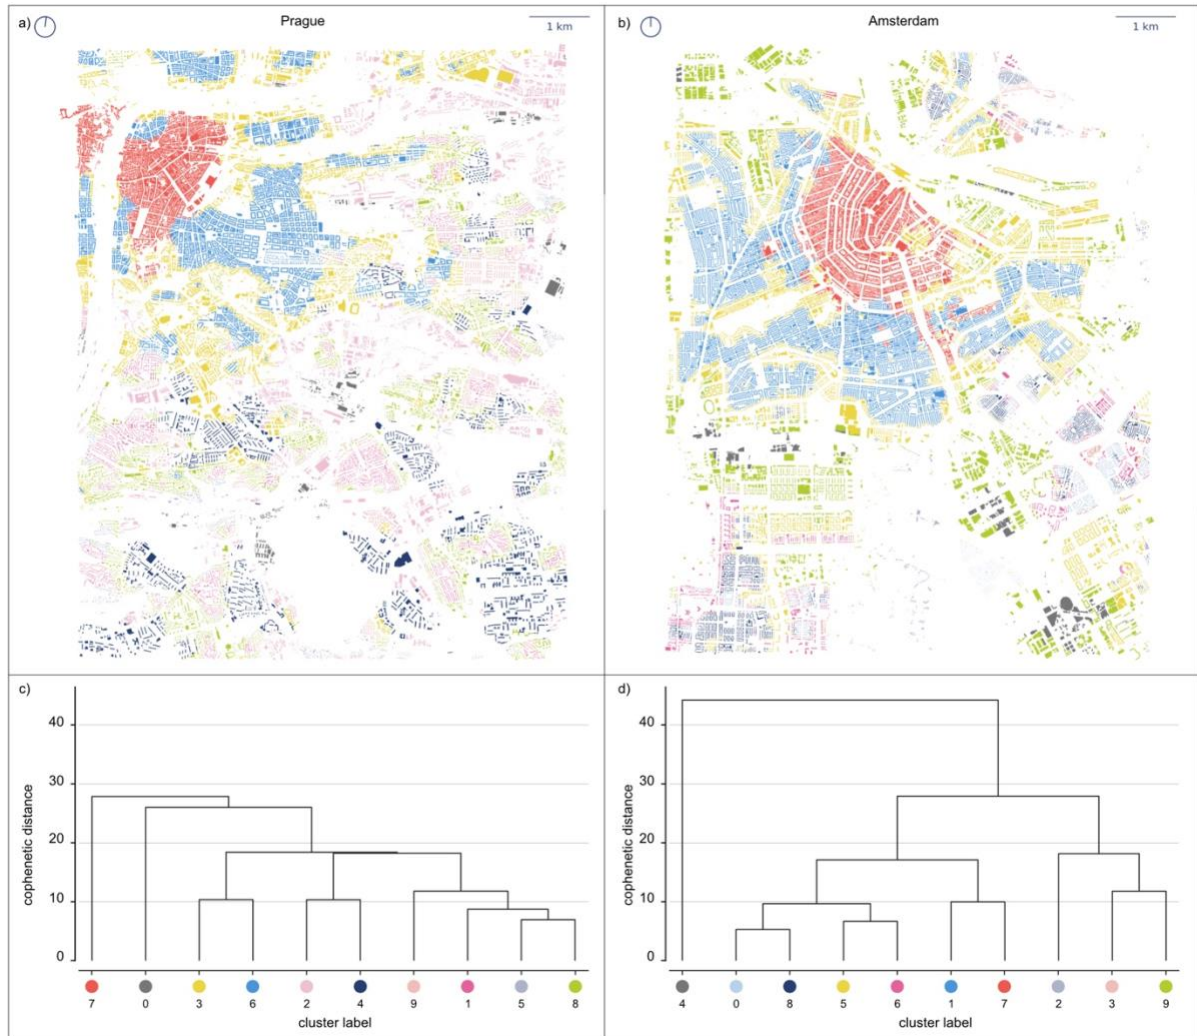 a)
Prague
1 km
b)
Amsterdam
1 km
c)
40
30
20
10
0
cophenetic distance
7 0 3 6 2 4 9 1 5 8
cluster label
d)
40
30
20
10
0
cophenetic distance
4 0 8 5 6 1 7 2 3 9
cluster label